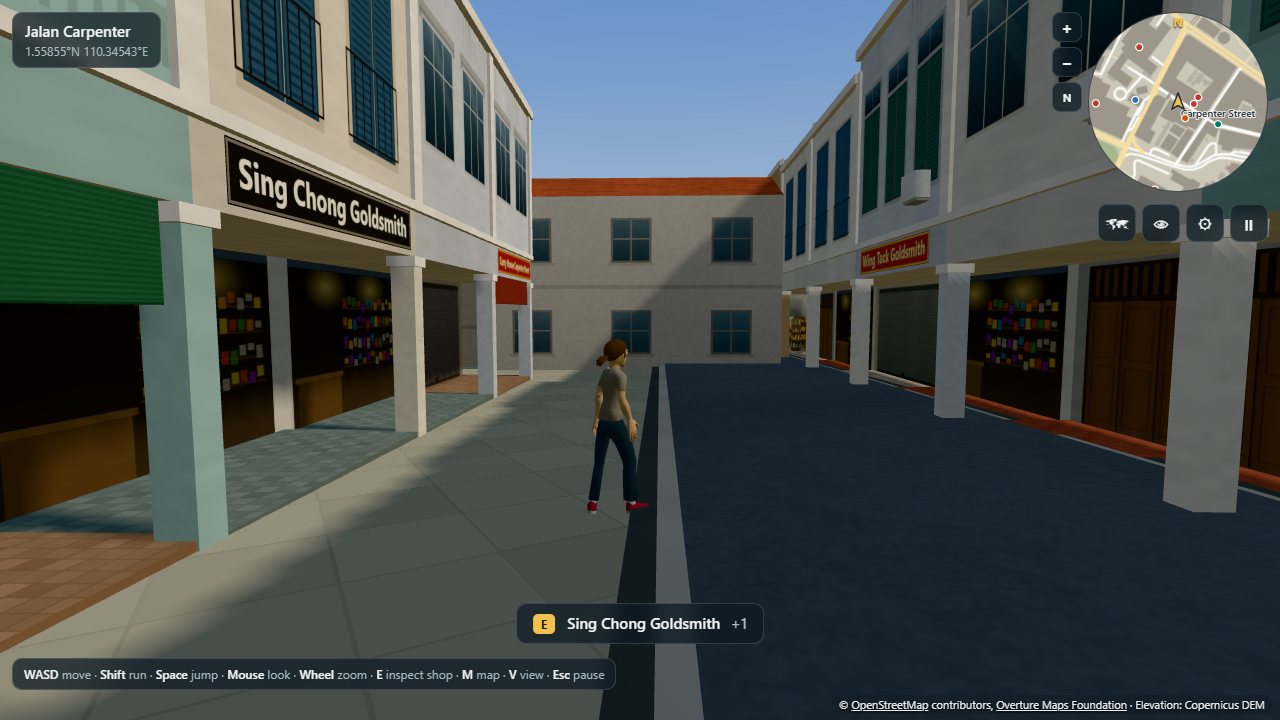 Jalan Carpenter
1.55855°N 110.34543°E
+
−
N
N
Carpenter Street
Sing Chong Goldsmith
Wing Tack Goldsmith
E Sing Chong Goldsmith +1
WASD move · Shift run · Space jump · Mouse look · Wheel zoom · E inspect shop · M map · V view · Esc pause
© OpenStreetMap contributors, Overture Maps Foundation · Elevation: Copernicus DEM